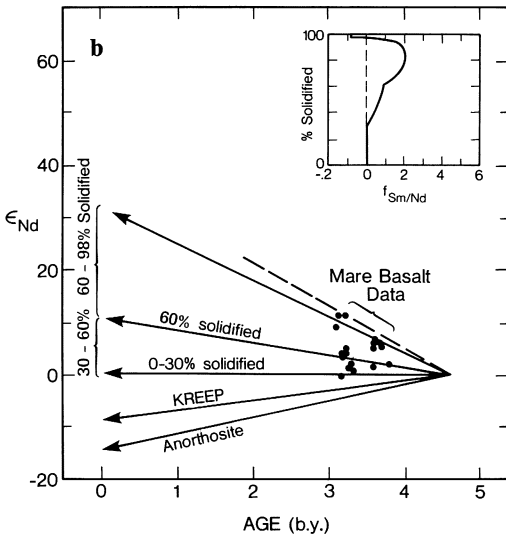 b
60
40
20
0
-20
εNd
0
1
2
3
4
5
AGE (b.y.)
30 - 60% 60 - 98% Solidified
60% solidified
0-30% solidified
KREEP
Anorthosite
Mare Basalt
Data
100
0
% Solidified
-2
0
2
4
6
fSm/Nd